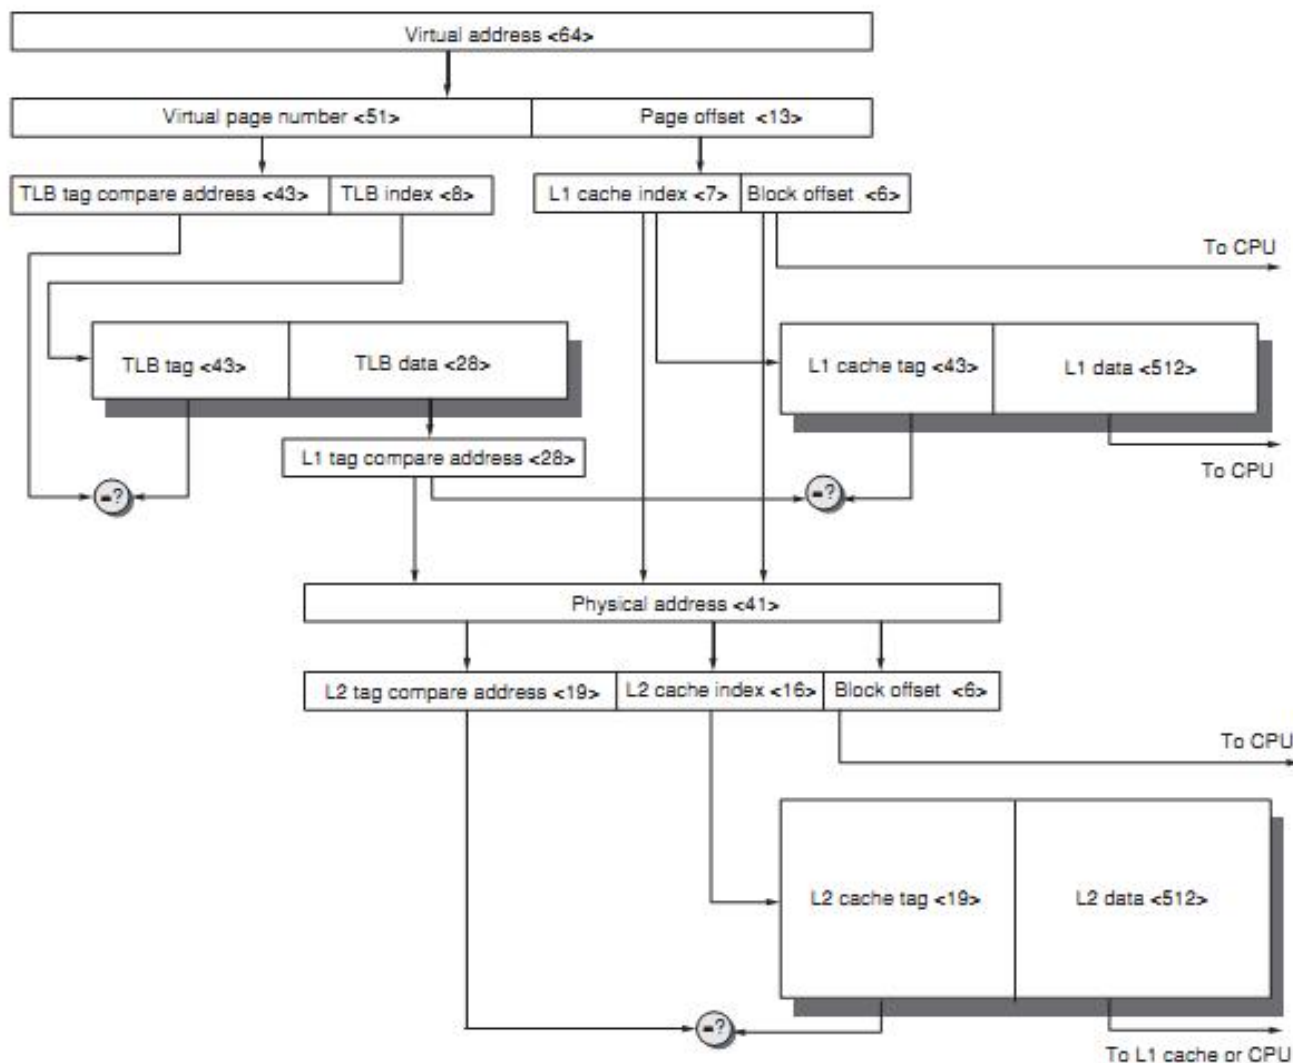 Virtual address <64>
Virtual page number <51> Page offset <13>
TLB tag compare address <43> TLB index <8> L1 cache index <7> Block offset <6>
To CPU
TLB tag <43> TLB data <28> L1 cache tag <43> L1 data <512>
L1 tag compare address <28>
To CPU
=? =?
Physical address <41>
L2 tag compare address <19> L2 cache index <16> Block offset <6>
To CPU
L2 cache tag <19> L2 data <512>
=?
To L1 cache or CPU